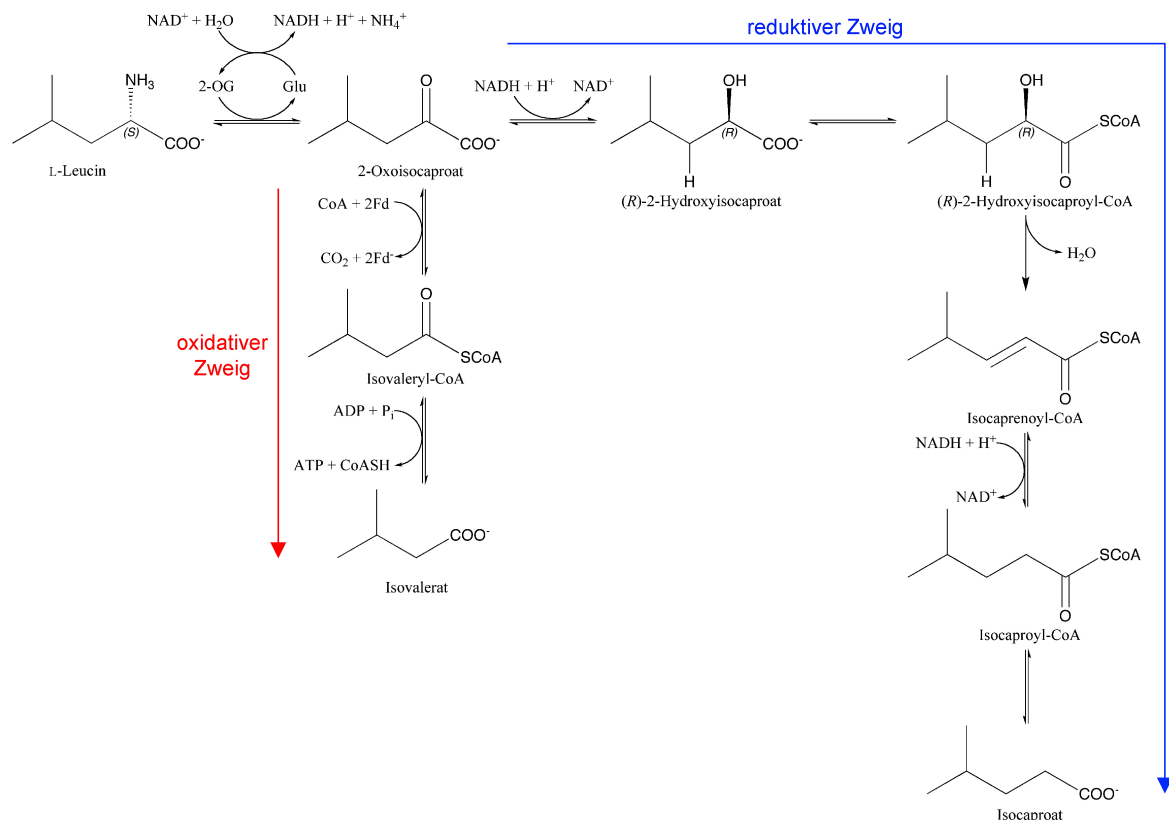 NAD⁺ + H₂O
NADH + H⁺ + NH₄⁺
reduktiver Zweig
NH₃
2-OG
Glu
(S)
COO⁻
L-Leucin
O
COO⁻
2-Oxoisocaproat
NADH + H⁺
NAD⁺
OH
(R)
COO⁻
H
(R)-2-Hydroxyisocaproat
OH
(R)
SCoA
O
H
(R)-2-Hydroxyisocaproyl-CoA
CoA + 2Fd
CO₂ + 2Fd⁻
H₂O
oxidativer
Zweig
O
SCoA
Isovaleryl-CoA
SCoA
O
Isocaprenoyl-CoA
ADP + Pᵢ
ATP + CoASH
NADH + H⁺
NAD⁺
COO⁻
Isovalerat
SCoA
O
Isocaproyl-CoA
COO⁻
Isocaproat